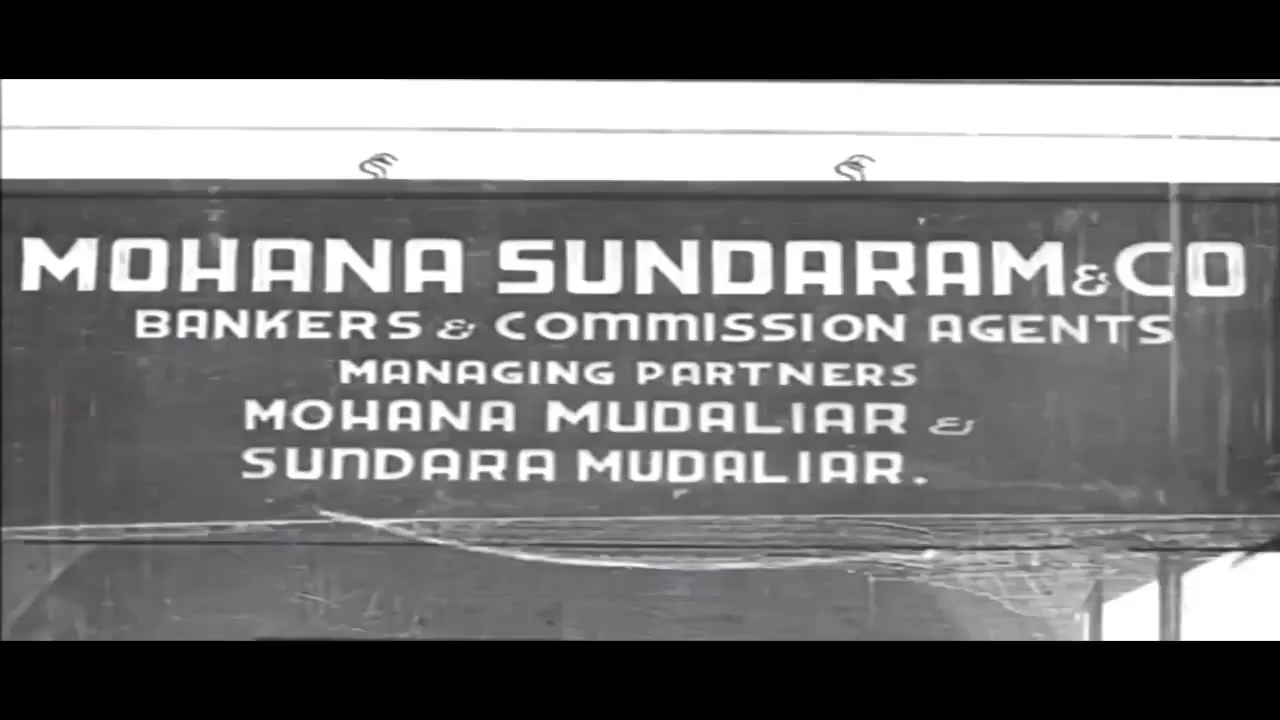 MOHANA SUNDARAM & CO
BANKERS & COMMISSION AGENTS
MANAGING PARTNERS
MOHANA MUDALIAR &
SUNDARA MUDALIAR.